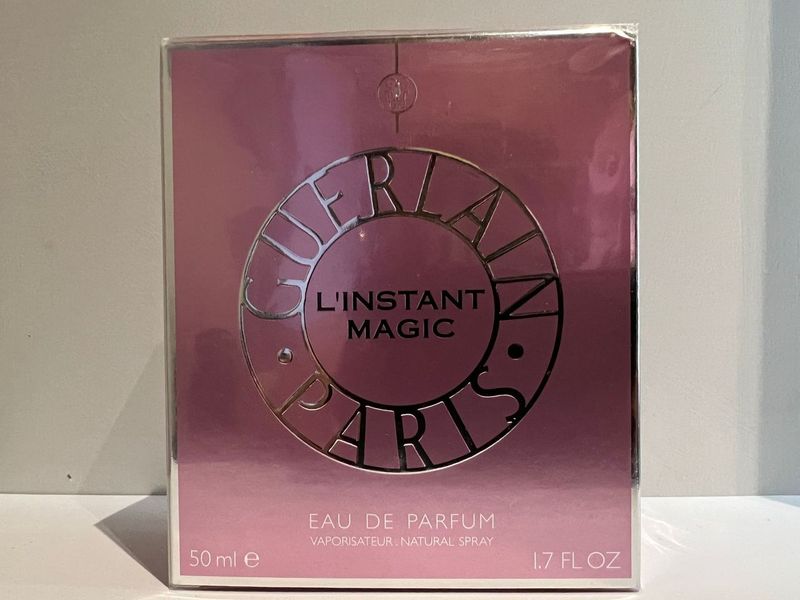 GUERLAIN
L'INSTANT
MAGIC
PARIS
EAU DE PARFUM
VAPORISATEUR . NATURAL SPRAY
50 ml ℮
1.7 FL OZ